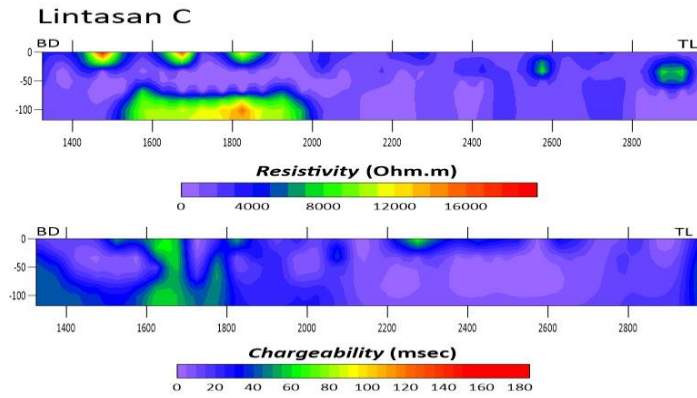 Lintasan C
BD TL
0
-50
-100
1400 1600 1800 2000 2200 2400 2600 2800
Resistivity (Ohm.m)
0 4000 8000 12000 16000
BD TL
0
-50
-100
1400 1600 1800 2000 2200 2400 2600 2800
Chargeability (msec)
0 20 40 60 80 100 120 140 160 180